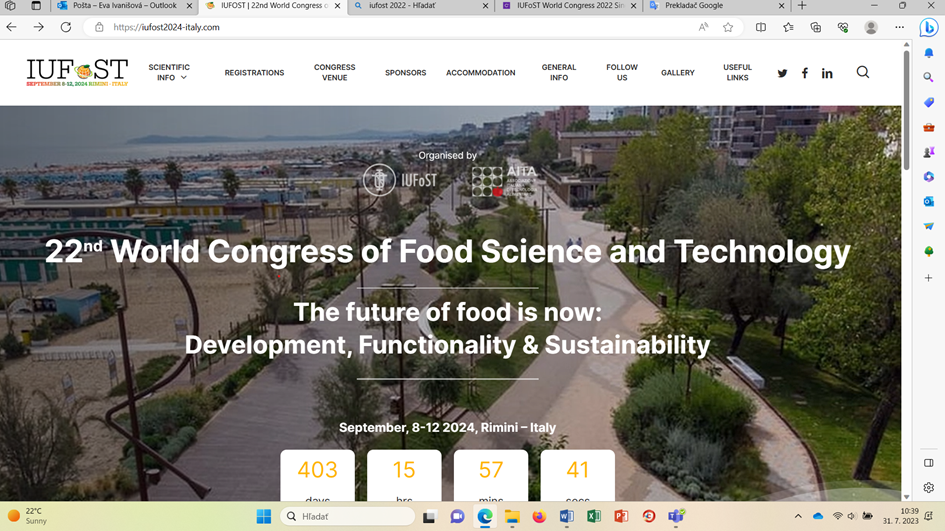 Pošta – Eva Ivanišová – Outlook
IUFOST | 22nd World Congress o
iufost 2022 - Hľadať
IUFoST World Congress 2022 Sin
Prekladač Google
https://iufost2024-italy.com
IUFoST
SEPTEMBER 8-12, 2024 RIMINI - ITALY
SCIENTIFIC INFO
REGISTRATIONS
CONGRESS VENUE
SPONSORS
ACCOMMODATION
GENERAL INFO
FOLLOW US
GALLERY
USEFUL LINKS
Organised by
IUFoST
AITA
22nd World Congress of Food Science and Technology
The future of food is now:
Development, Functionality & Sustainability
September, 8-12 2024, Rimini – Italy
403 15 57 41
days hrs mins secs
22°C
Sunny
Hľadať
10:39
31. 7. 2023